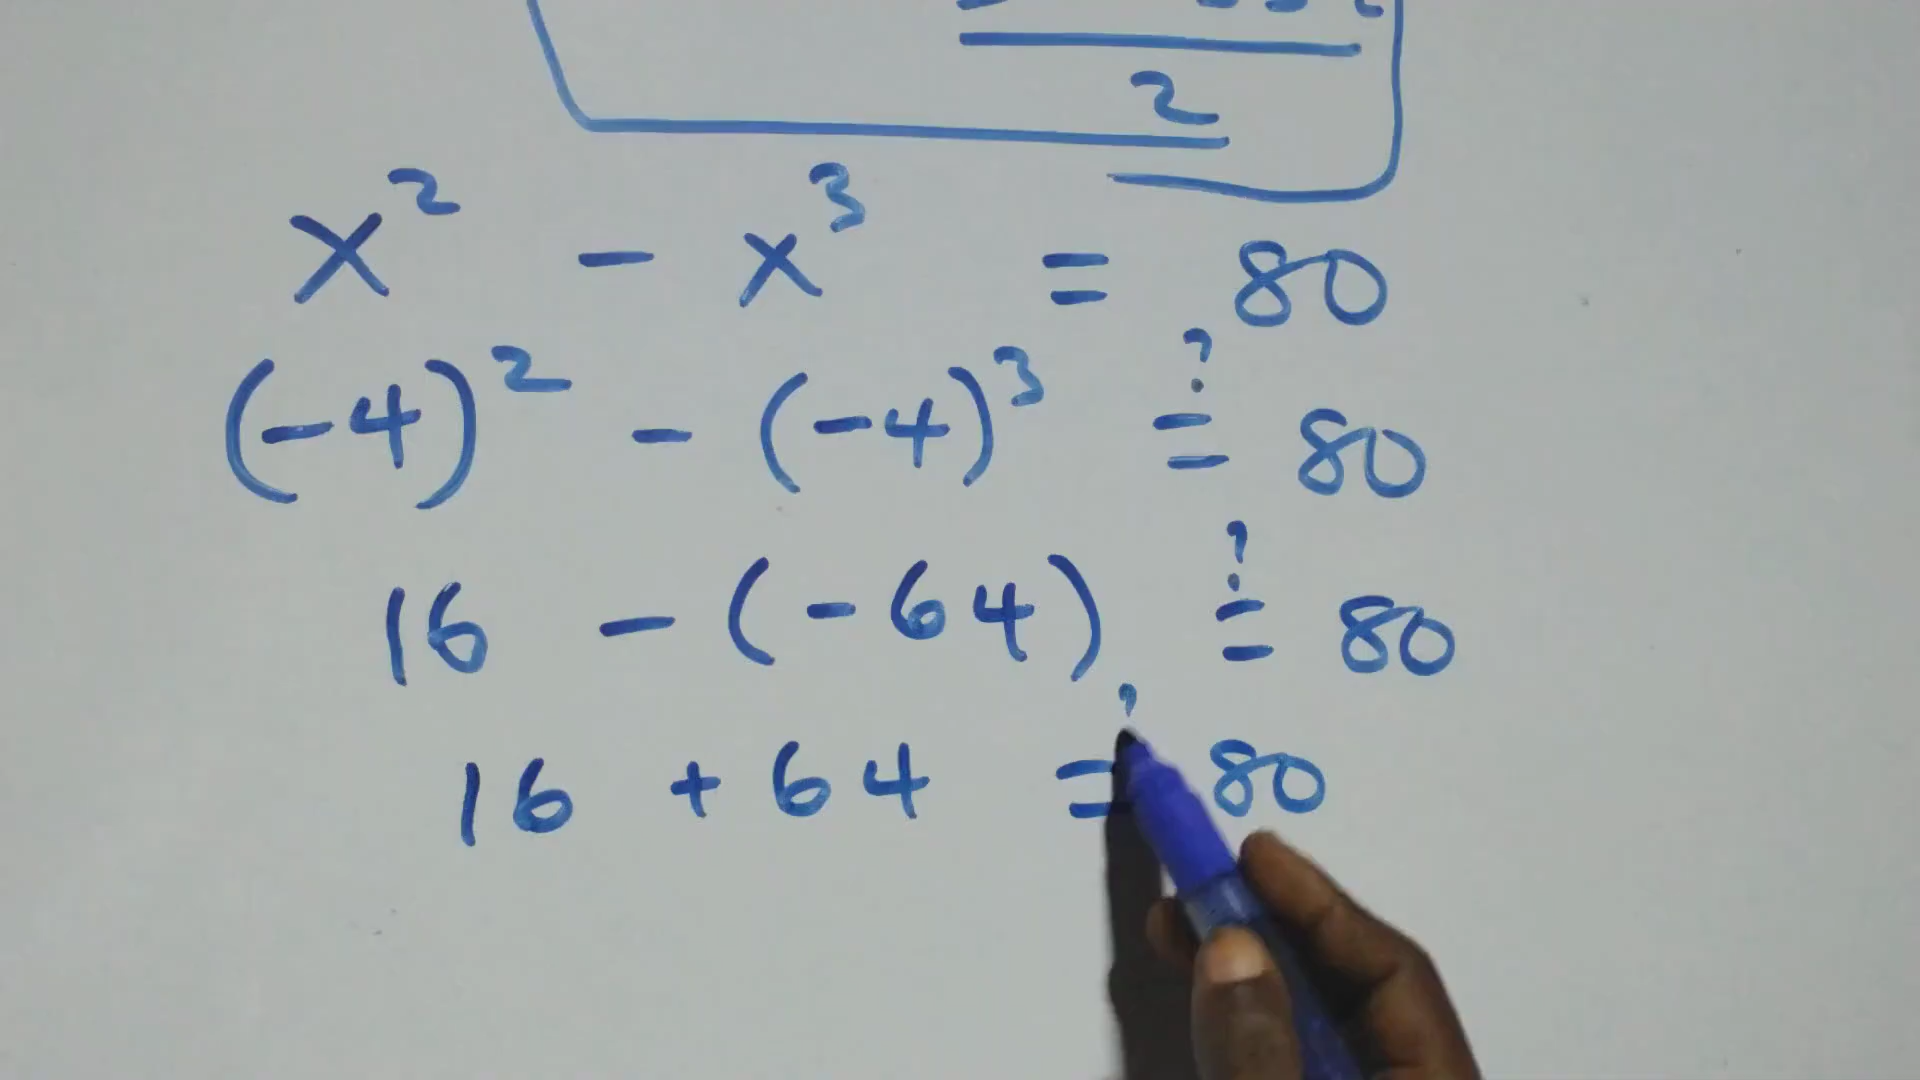 2
x² - x³ = 80
(-4)² - (-4)³ ≟ 80
16 - (-64) ≟ 80
16 + 64 ≟ 80